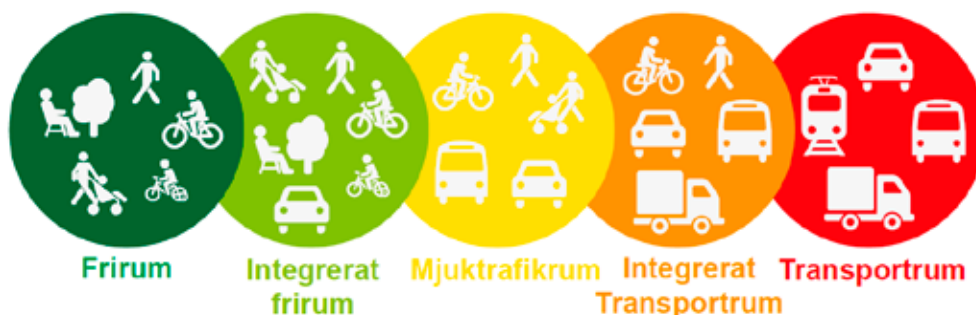 Frirum
Integrerat
frirum
Mjuktrafikrum
Integrerat
Transportrum
Transportrum